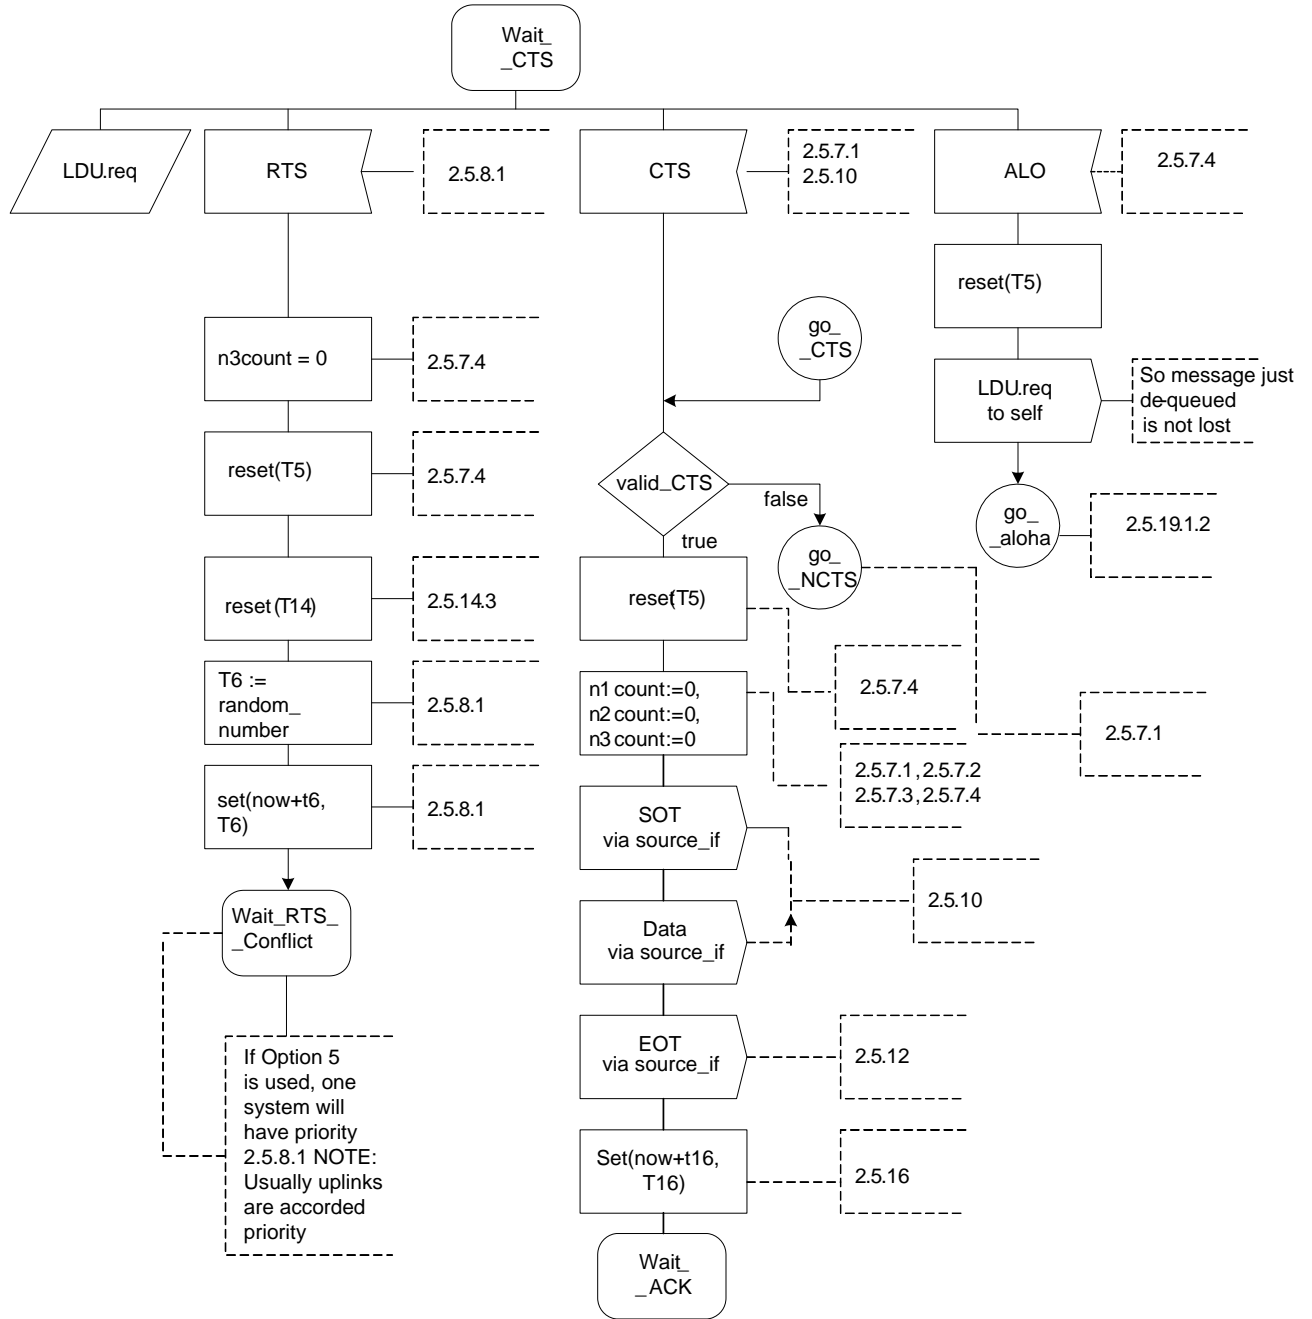 Wait_
_CTS
LDU.req
RTS
2.5.8.1
CTS
2.5.7.1
2.5.10
ALO
2.5.7.4
reset(T5)
n3count = 0
2.5.7.4
go_
_CTS
LDU.req
to self
So message just
de-queued
is not lost
reset(T5)
2.5.7.4
valid_CTS
false
true
go_
_NCTS
go_
_aloha
2.5.19.1.2
reset(T14)
2.5.14.3
reset(T5)
2.5.7.4
T6 :=
random_
number
2.5.8.1
n1 count:=0,
n2 count:=0,
n3 count:=0
2.5.7.1
2.5.7.1 , 2.5.7.2
2.5.7.3 , 2.5.7.4
set(now+t6,
T6)
2.5.8.1
SOT
via source_if
2.5.10
Wait_RTS_
_Conflict
Data
via source_if
EOT
via source_if
2.5.12
If Option 5
is used, one
system will
have priority
2.5.8.1 NOTE:
Usually uplinks
are accorded
priority
Set(now+t16,
T16)
2.5.16
Wait_
_ACK